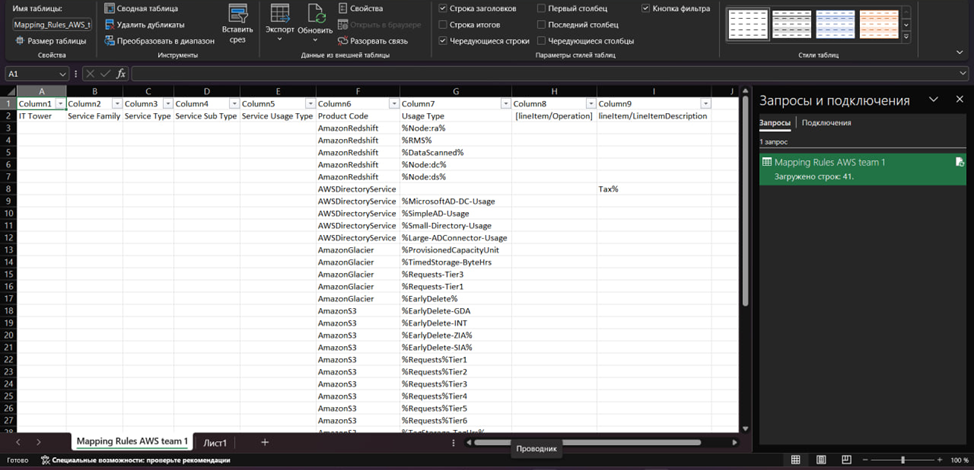 Имя таблицы:
Mapping_Rules_AWS_t
Размер таблицы
Свойства
Сводная таблица
Удалить дубликаты
Преобразовать в диапазон
Инструменты
Вставить срез
Экспорт
Обновить
Свойства
Открыть в браузере
Разорвать связь
Данные из внешней таблицы
Строка заголовков
Строка итогов
Чередующиеся строки
Первый столбец
Последний столбец
Чередующиеся столбцы
Кнопка фильтра
Параметры стилей таблиц
Стили таблиц
A1
fx
A B C D E F G H I J
1 Column1 Column2 Column3 Column4 Column5 Column6 Column7 Column8 Column9
2 IT Tower Service Family Service Type Service Sub Type Service Usage Type Product Code Usage Type [lineItem/Operation] lineItem/LineItemDescription
3 AmazonRedshift %Node:ra%
4 AmazonRedshift %RMS%
5 AmazonRedshift %DataScanned%
6 AmazonRedshift %Node:dc%
7 AmazonRedshift %Node:ds%
8 AWSDirectoryService Tax%
9 AWSDirectoryService %MicrosoftAD-DC-Usage
10 AWSDirectoryService %SimpleAD-Usage
11 AWSDirectoryService %Small-Directory-Usage
12 AWSDirectoryService %Large-ADConnector-Usage
13 AmazonGlacier %ProvisionedCapacityUnit
14 AmazonGlacier %TimedStorage-ByteHrs
15 AmazonGlacier %Requests-Tier3
16 AmazonGlacier %Requests-Tier1
17 AmazonGlacier %EarlyDelete%
18 AmazonS3 %EarlyDelete-GDA
19 AmazonS3 %EarlyDelete-INT
20 AmazonS3 %EarlyDelete-ZIA%
21 AmazonS3 %EarlyDelete-SIA%
22 AmazonS3 %Requests%Tier1
23 AmazonS3 %Requests%Tier2
24 AmazonS3 %Requests%Tier3
25 AmazonS3 %Requests%Tier4
26 AmazonS3 %Requests%Tier5
27 AmazonS3 %Requests%Tier6
28 AmazonS3
Запросы и подключения
Запросы Подключения
1 запрос
Mapping Rules AWS team 1
Загружено строк: 41.
Mapping Rules AWS team 1 Лист1
Проводник
Готово
Специальные возможности: проверьте рекомендации
100 %